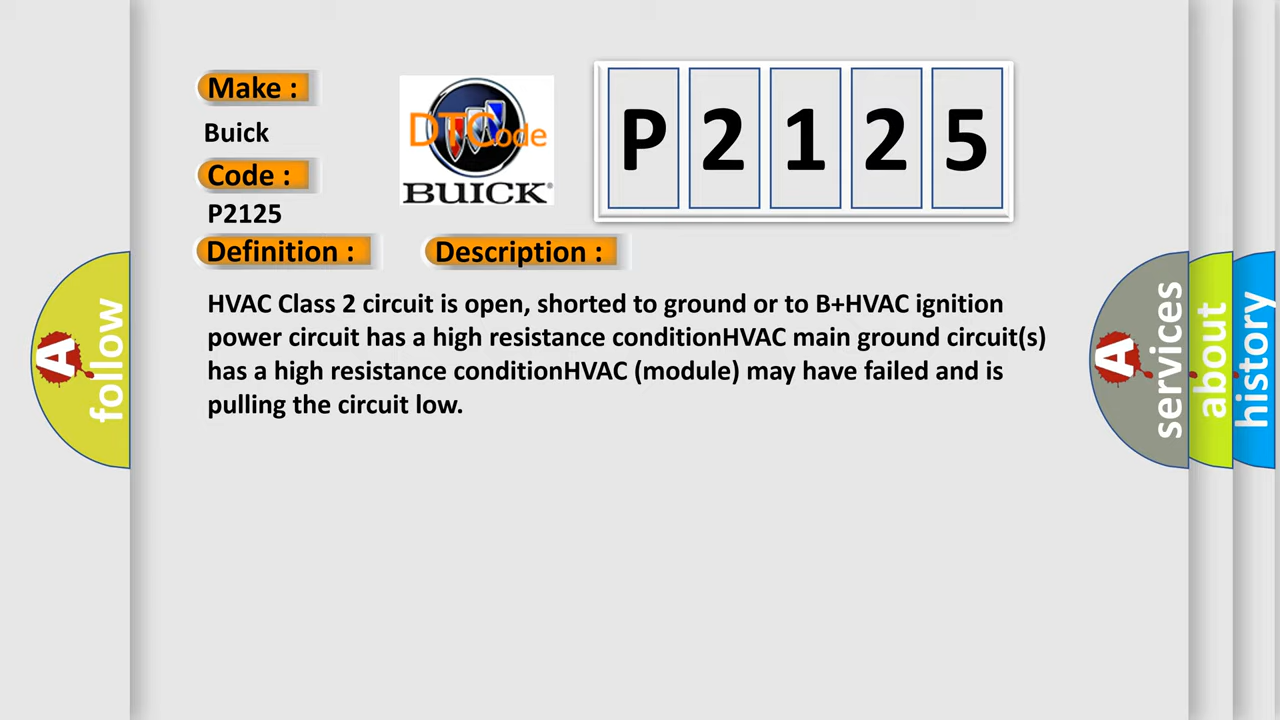 Make :
Buick
Code :
P2125
Definition :
Description :
DTCode
BUICK
P 2 1 2 5
HVAC Class 2 circuit is open, shorted to ground or to B+HVAC ignition
power circuit has a high resistance conditionHVAC main ground circuit(s)
has a high resistance conditionHVAC (module) may have failed and is
pulling the circuit low.
A follow
A services
about
history